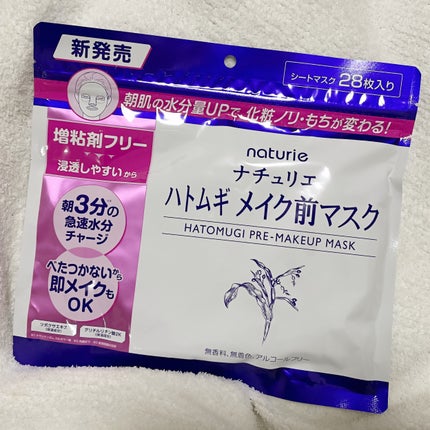 新発売
シートマスク 28枚入り
朝肌の水分量UPで、化粧ノリ・もちが変わる!
増粘剤フリー
浸透しやすいから
朝3分の
急速水分
チャージ
べたつかないから
即メイクも
OK
naturie
ナチュリエ
ハトムギ メイク前マスク
HATOMUGI PRE-MAKEUP MASK
無香料、無着色、アルコールフリー